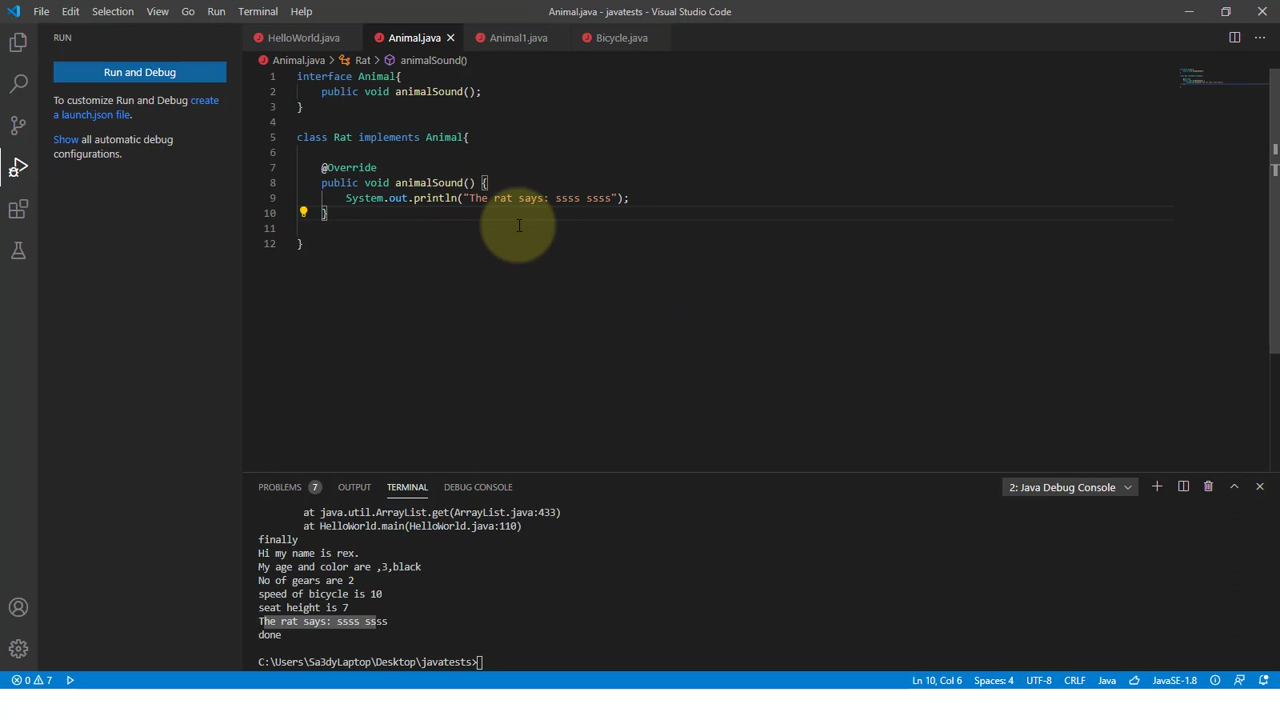 File Edit Selection View Go Run Terminal Help
Animal.java - javatests - Visual Studio Code
RUN
HelloWorld.java
Animal.java
Animal1.java
Bicycle.java
Run and Debug
To customize Run and Debug create
a launch.json file.
Show all automatic debug
configurations.
Animal.java > Rat > animalSound()
1 interface Animal{
2 public void animalSound();
3 }
4
5 class Rat implements Animal{
6
7 @Override
8 public void animalSound() {
9 System.out.println("The rat says: ssss ssss");
10 }
11
12 }
PROBLEMS 7 OUTPUT TERMINAL DEBUG CONSOLE
2: Java Debug Console
at java.util.ArrayList.get(ArrayList.java:433)
at HelloWorld.main(HelloWorld.java:110)
finally
Hi my name is rex.
My age and color are ,3,black
No of gears are 2
speed of bicycle is 10
seat height is 7
The rat says: ssss ssss
done
C:\Users\Sa3dyLaptop\Desktop\javatests>
0 7
Ln 10, Col 6 Spaces: 4 UTF-8 CRLF Java JavaSE-1.8